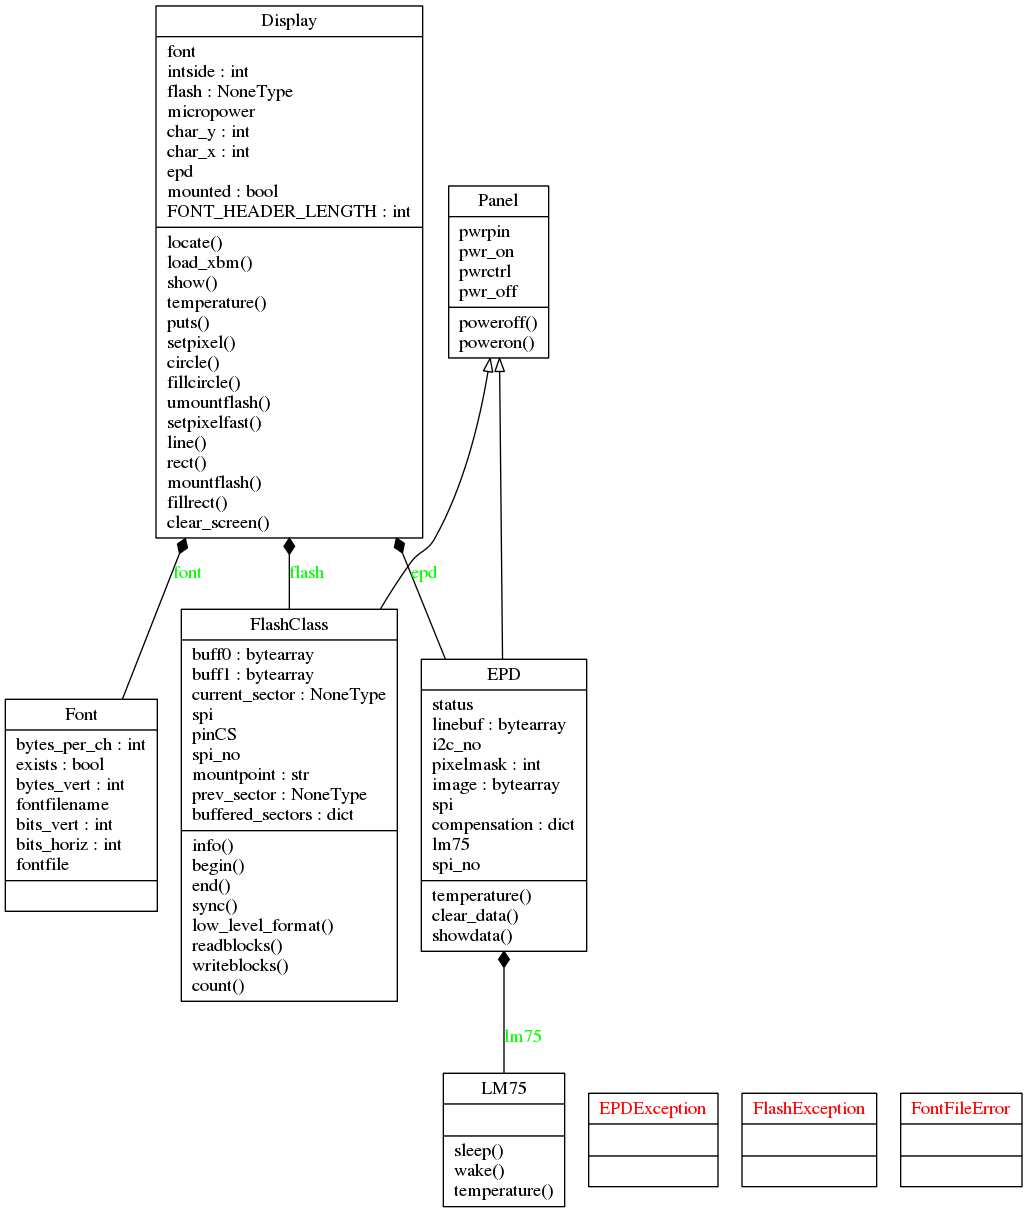 Display
font
intside : int
flash : NoneType
micropower
char_y : int
char_x : int
epd
mounted : bool
FONT_HEADER_LENGTH : int
locate()
load_xbm()
show()
temperature()
puts()
setpixel()
circle()
fillcircle()
umountflash()
setpixelfast()
line()
rect()
mountflash()
fillrect()
clear_screen()
Panel
pwrpin
pwr_on
pwrctrl
pwr_off
poweroff()
poweron()
font
flash
epd
Font
bytes_per_ch : int
exists : bool
bytes_vert : int
fontfilename
bits_vert : int
bits_horiz : int
fontfile
FlashClass
buff0 : bytearray
buff1 : bytearray
current_sector : NoneType
spi
pinCS
spi_no
mountpoint : str
prev_sector : NoneType
buffered_sectors : dict
info()
begin()
end()
sync()
low_level_format()
readblocks()
writeblocks()
count()
EPD
status
linebuf : bytearray
i2c_no
pixelmask : int
image : bytearray
spi
compensation : dict
lm75
spi_no
temperature()
clear_data()
showdata()
lm75
LM75
sleep()
wake()
temperature()
EPDException
FlashException
FontFileError